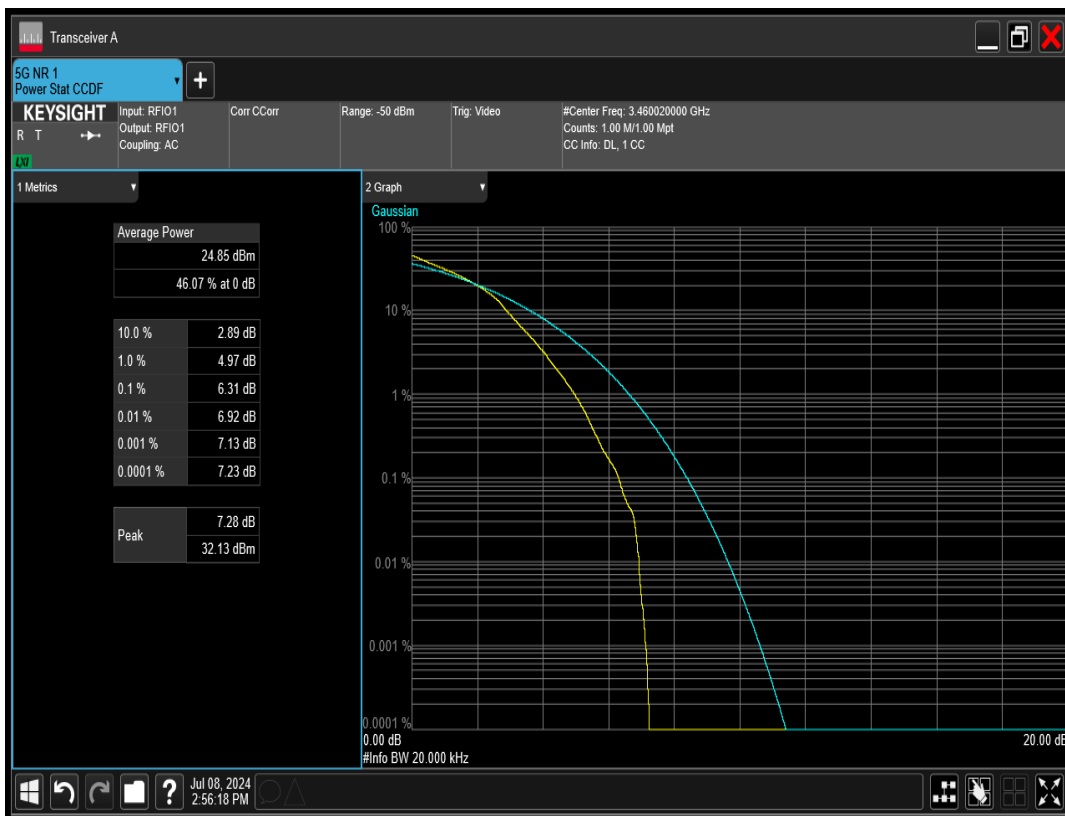 Transceiver A
5G NR 1
Power Stat CCDF
+
KEYSIGHT
R T
LXI
Input: RFIO1
Output: RFIO1
Coupling: AC
Corr CCorr
Range: -50 dBm
Trig: Video
#Center Freq: 3.460020000 GHz
Counts: 1.00 M/1.00 Mpt
CC Info: DL, 1 CC
1 Metrics
Average Power
24.85 dBm
46.07 % at 0 dB
10.0 % 2.89 dB
1.0 % 4.97 dB
0.1 % 6.31 dB
0.01 % 6.92 dB
0.001 % 7.13 dB
0.0001 % 7.23 dB
Peak
7.28 dB
32.13 dBm
2 Graph
Gaussian
100 %
10 %
1 %
0.1 %
0.01 %
0.001 %
0.0001 %
0.00 dB
20.00 dB
#Info BW 20.000 kHz
?
Jul 08, 2024
2:56:18 PM